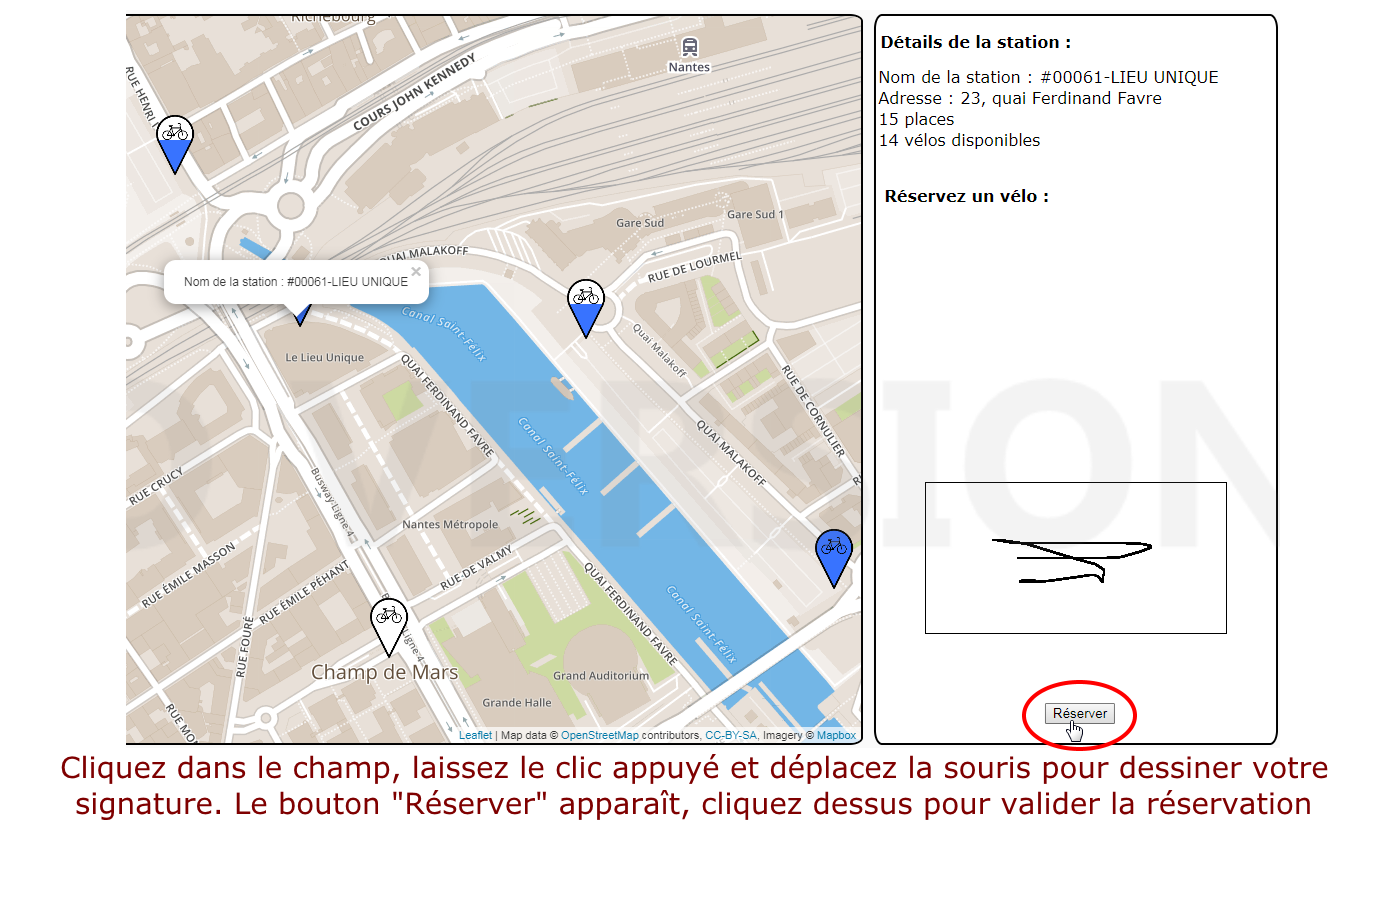 Richebourg
Nantes
RUE HENRI I
COURS JOHN KENNEDY
Gare Sud
Gare Sud 1
QUAI MALAKOFF
RUE DE LOURMEL
Nom de la station : #00061-LIEU UNIQUE
×
Canal Saint-Félix
Quai Malakoff
Le Lieu Unique
QUAI FERDINAND FAVRE
RUE DE CORNULIER
Canal Saint-Félix
QUAI MALAKOFF
RUE CRUCY
Busway Ligne 4
Nantes Métropole
RUE DE VALMY
RUE ÉMILE MASSON
RUE ÉMILE PÉHANT
QUAI FERDINAND FAVRE
Canal Saint-Félix
RUE FOURÉ
Ligne 4
Champ de Mars
Grand Auditorium
Grande Halle
RUE MO
Leaflet | Map data © OpenStreetMap contributors, CC-BY-SA, Imagery © Mapbox
Détails de la station :
Nom de la station : #00061-LIEU UNIQUE
Adresse : 23, quai Ferdinand Favre
15 places
14 vélos disponibles
Réservez un vélo :
Réserver
Cliquez dans le champ, laissez le clic appuyé et déplacez la souris pour dessiner votre
signature. Le bouton "Réserver" apparaît, cliquez dessus pour valider la réservation